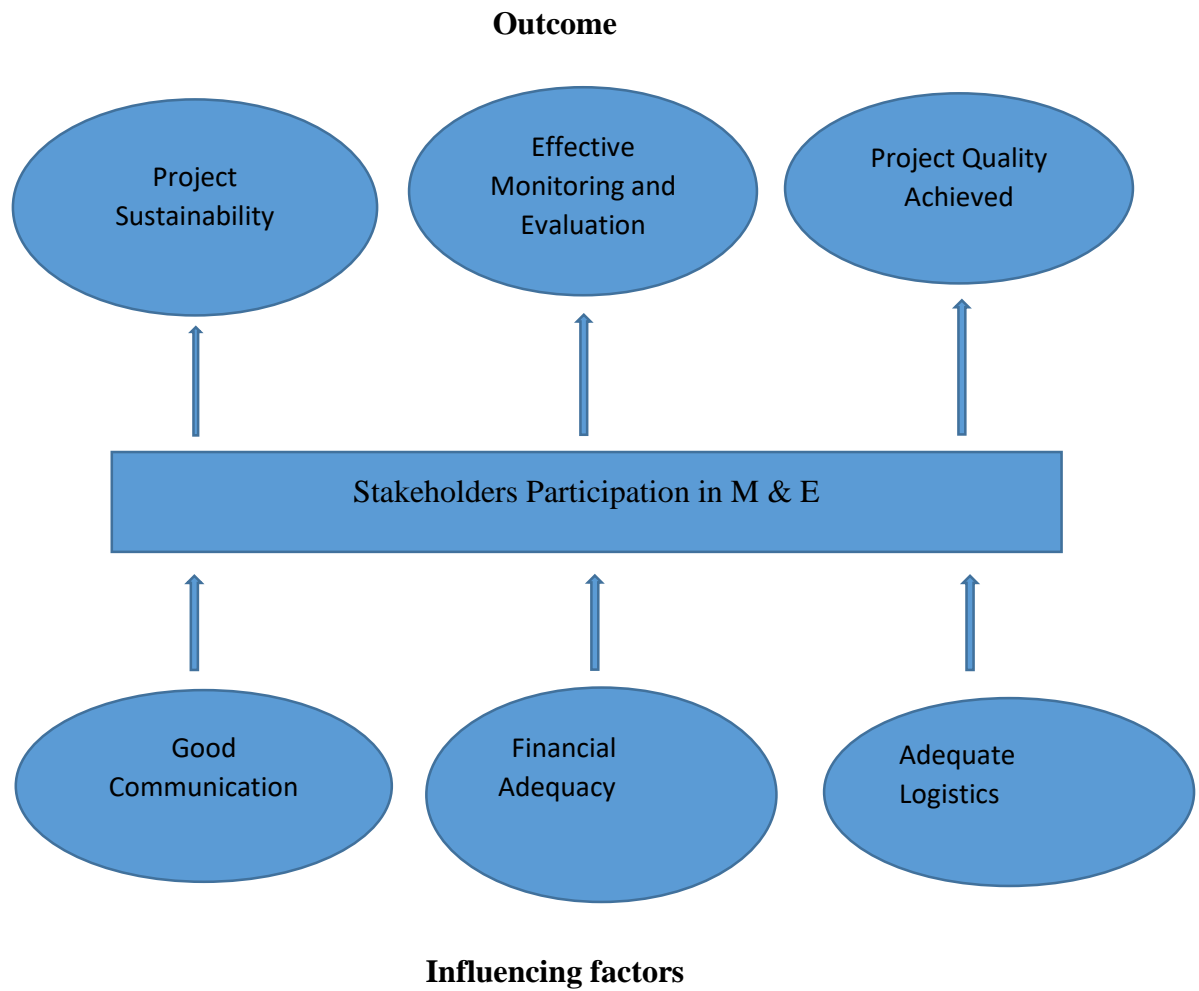 Outcome
Project
Sustainability
Effective
Monitoring and
Evaluation
Project Quality
Achieved
Stakeholders Participation in M & E
Good
Communication
Financial
Adequacy
Adequate
Logistics
Influencing factors